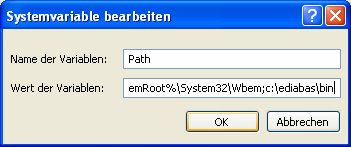 Systemvariable bearbeiten
Name der Variablen: Path
Wert der Variablen: emRoot%\System32\Wbem;c:\ediabas\bin
OK Abbrechen